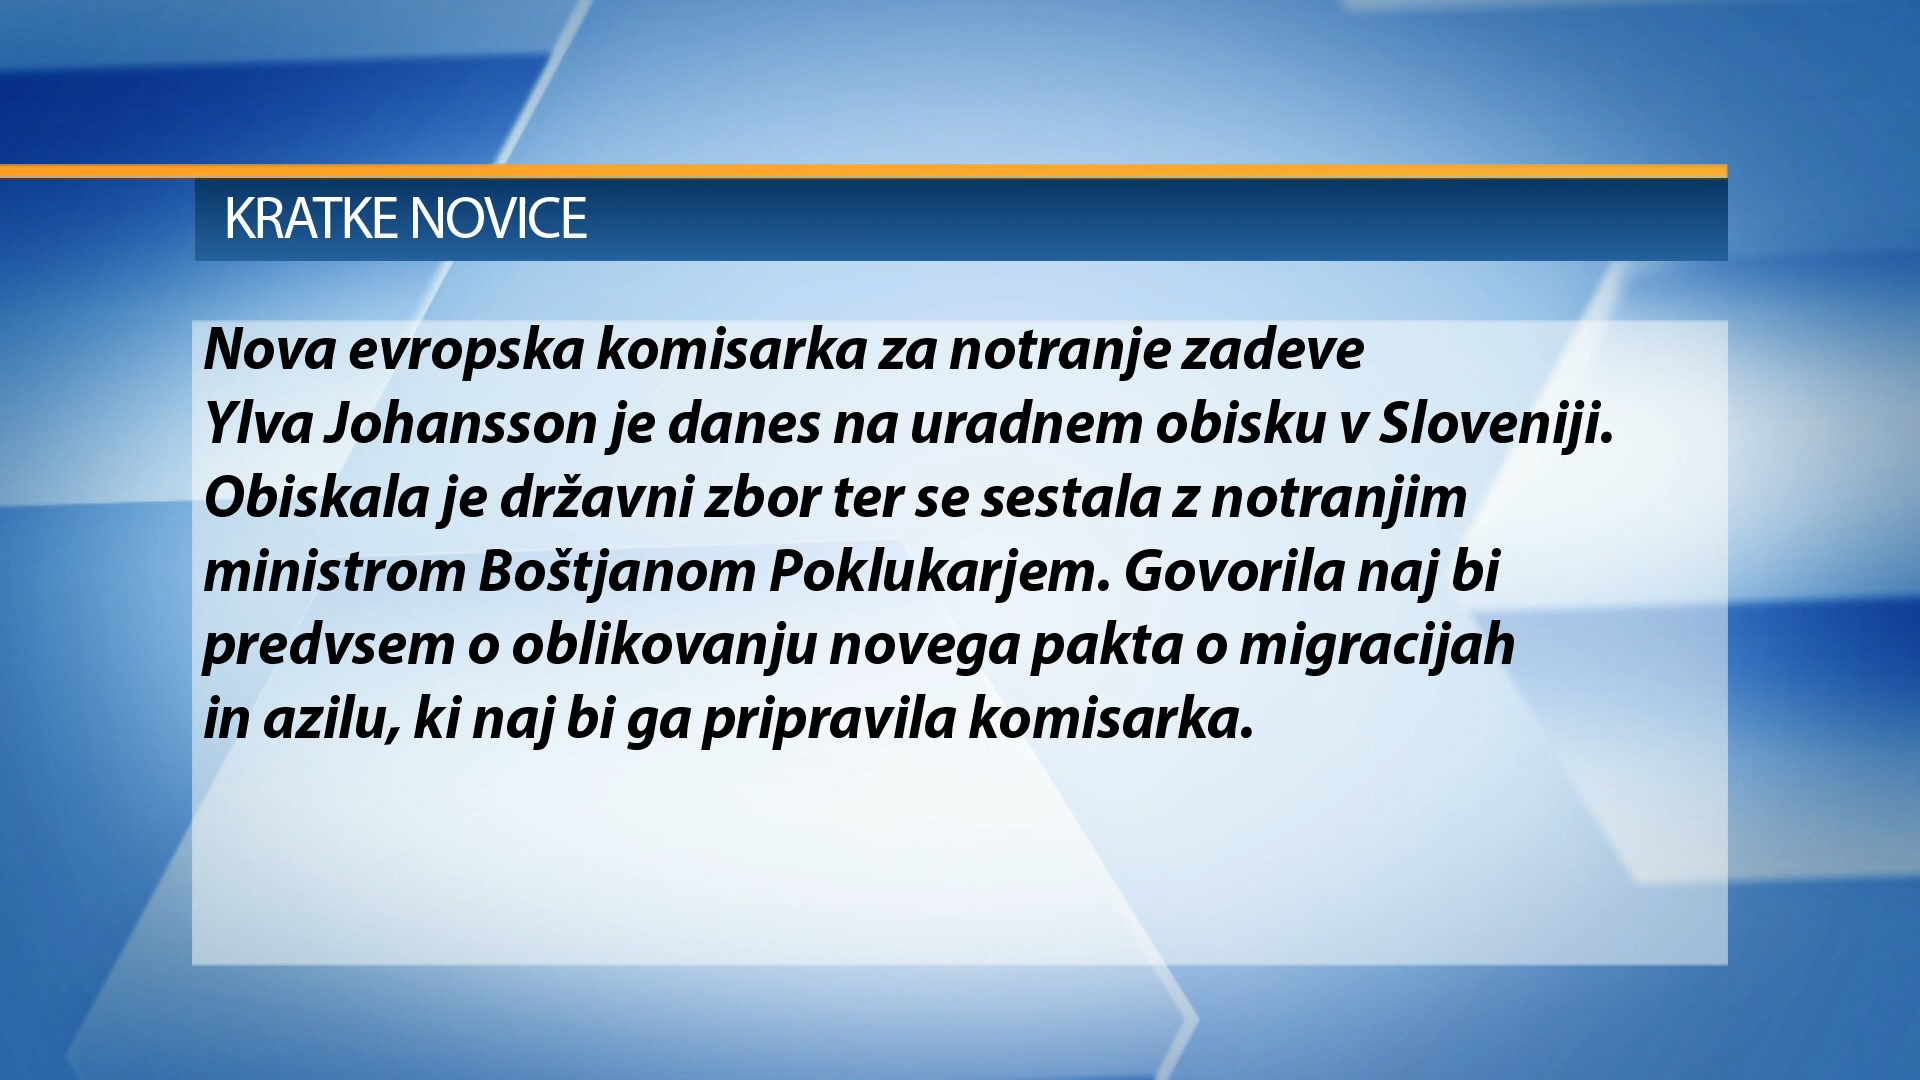 KRATKE NOVICE
Nova evropska komisarka za notranje zadeve
Ylva Johansson je danes na uradnem obisku v Sloveniji.
Obiskala je državni zbor ter se sestala z notranjim
ministrom Boštjanom Poklukarjem. Govorila naj bi
predvsem o oblikovanju novega pakta o migracijah
in azilu, ki naj bi ga pripravila komisarka.